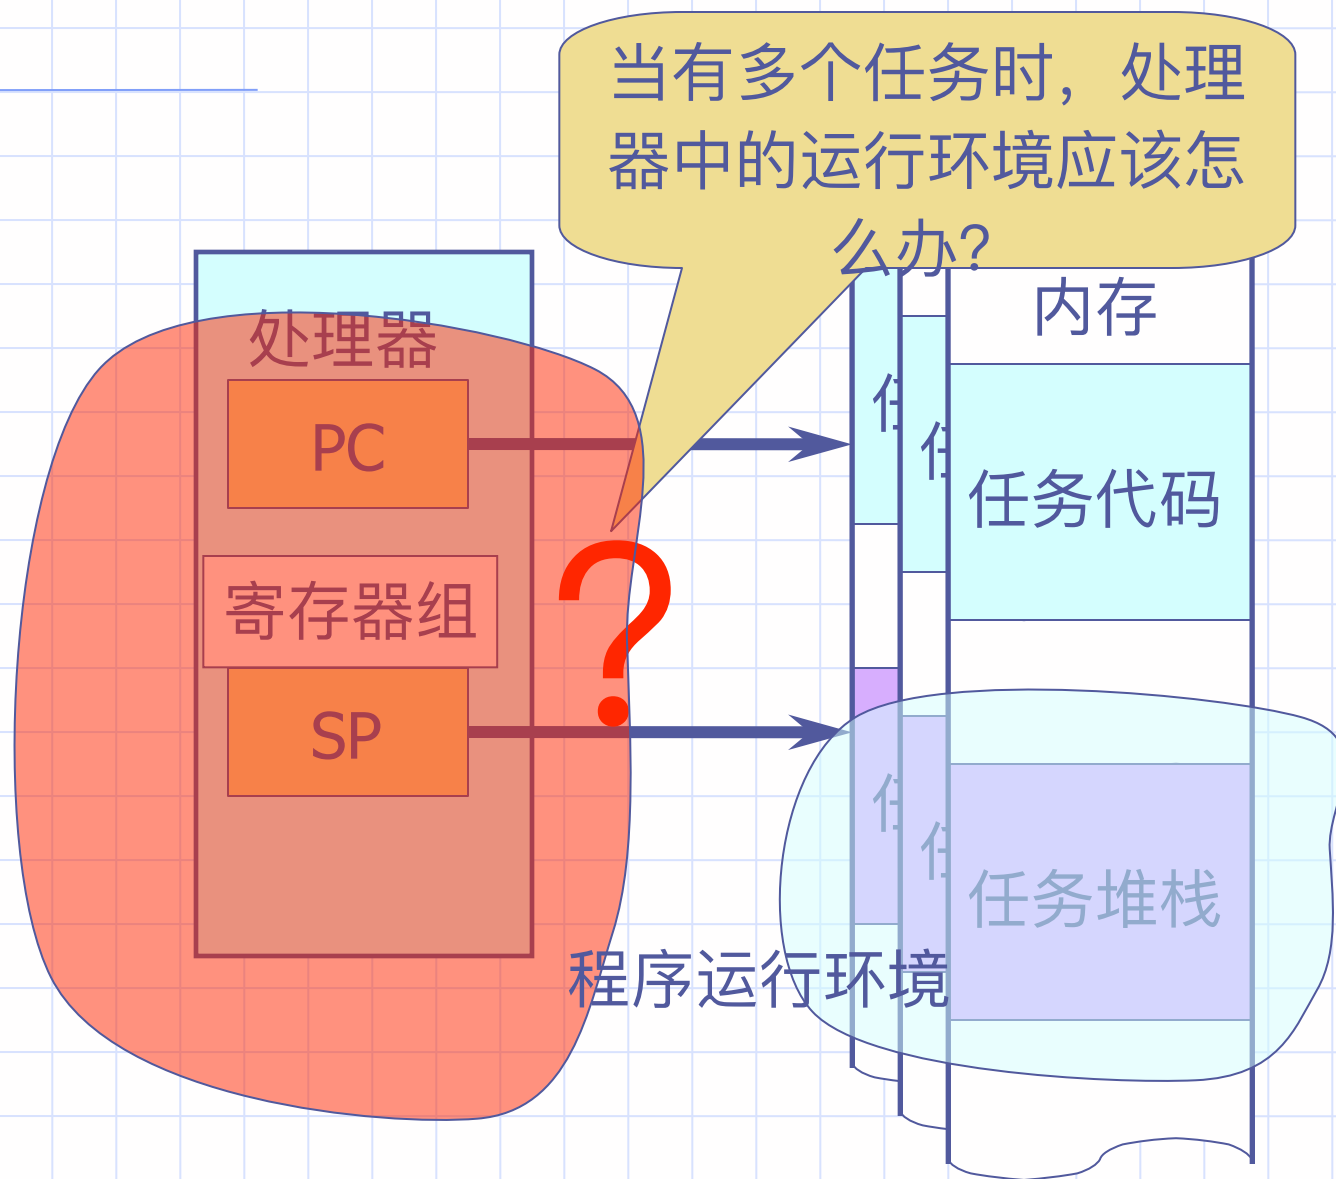 当有多个任务时，处理
器中的运行环境应该怎
么办?
处理器
内存
PC
任务代码
寄存器组
?
SP
任务堆栈
程序运行环境